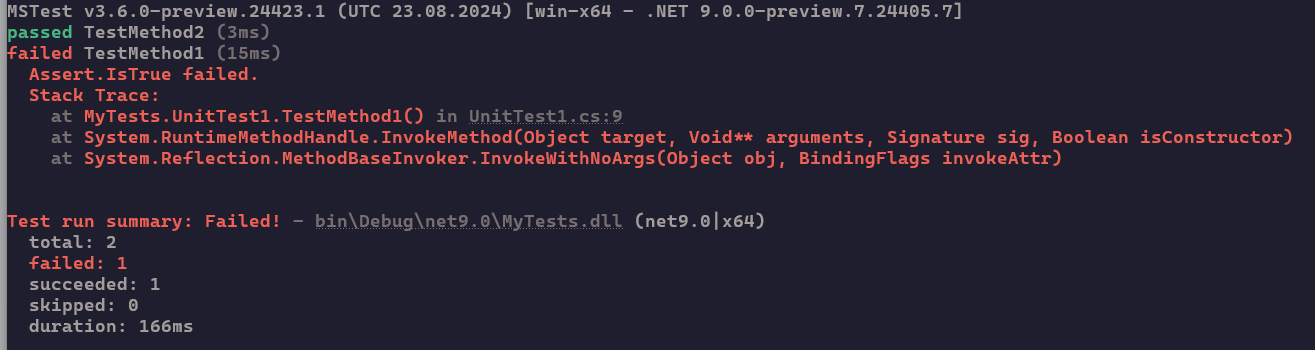 MSTest v3.6.0-preview.24423.1 (UTC 23.08.2024) [win-x64 - .NET 9.0.0-preview.7.24405.7]
passed TestMethod2 (3ms)
failed TestMethod1 (15ms)
  Assert.IsTrue failed.
  Stack Trace:
    at MyTests.UnitTest1.TestMethod1() in UnitTest1.cs:9
    at System.RuntimeMethodHandle.InvokeMethod(Object target, Void** arguments, Signature sig, Boolean isConstructor)
    at System.Reflection.MethodBaseInvoker.InvokeWithNoArgs(Object obj, BindingFlags invokeAttr)
Test run summary: Failed! - bin\Debug\net9.0\MyTests.dll (net9.0|x64)
  total: 2
  failed: 1
  succeeded: 1
  skipped: 0
  duration: 166ms